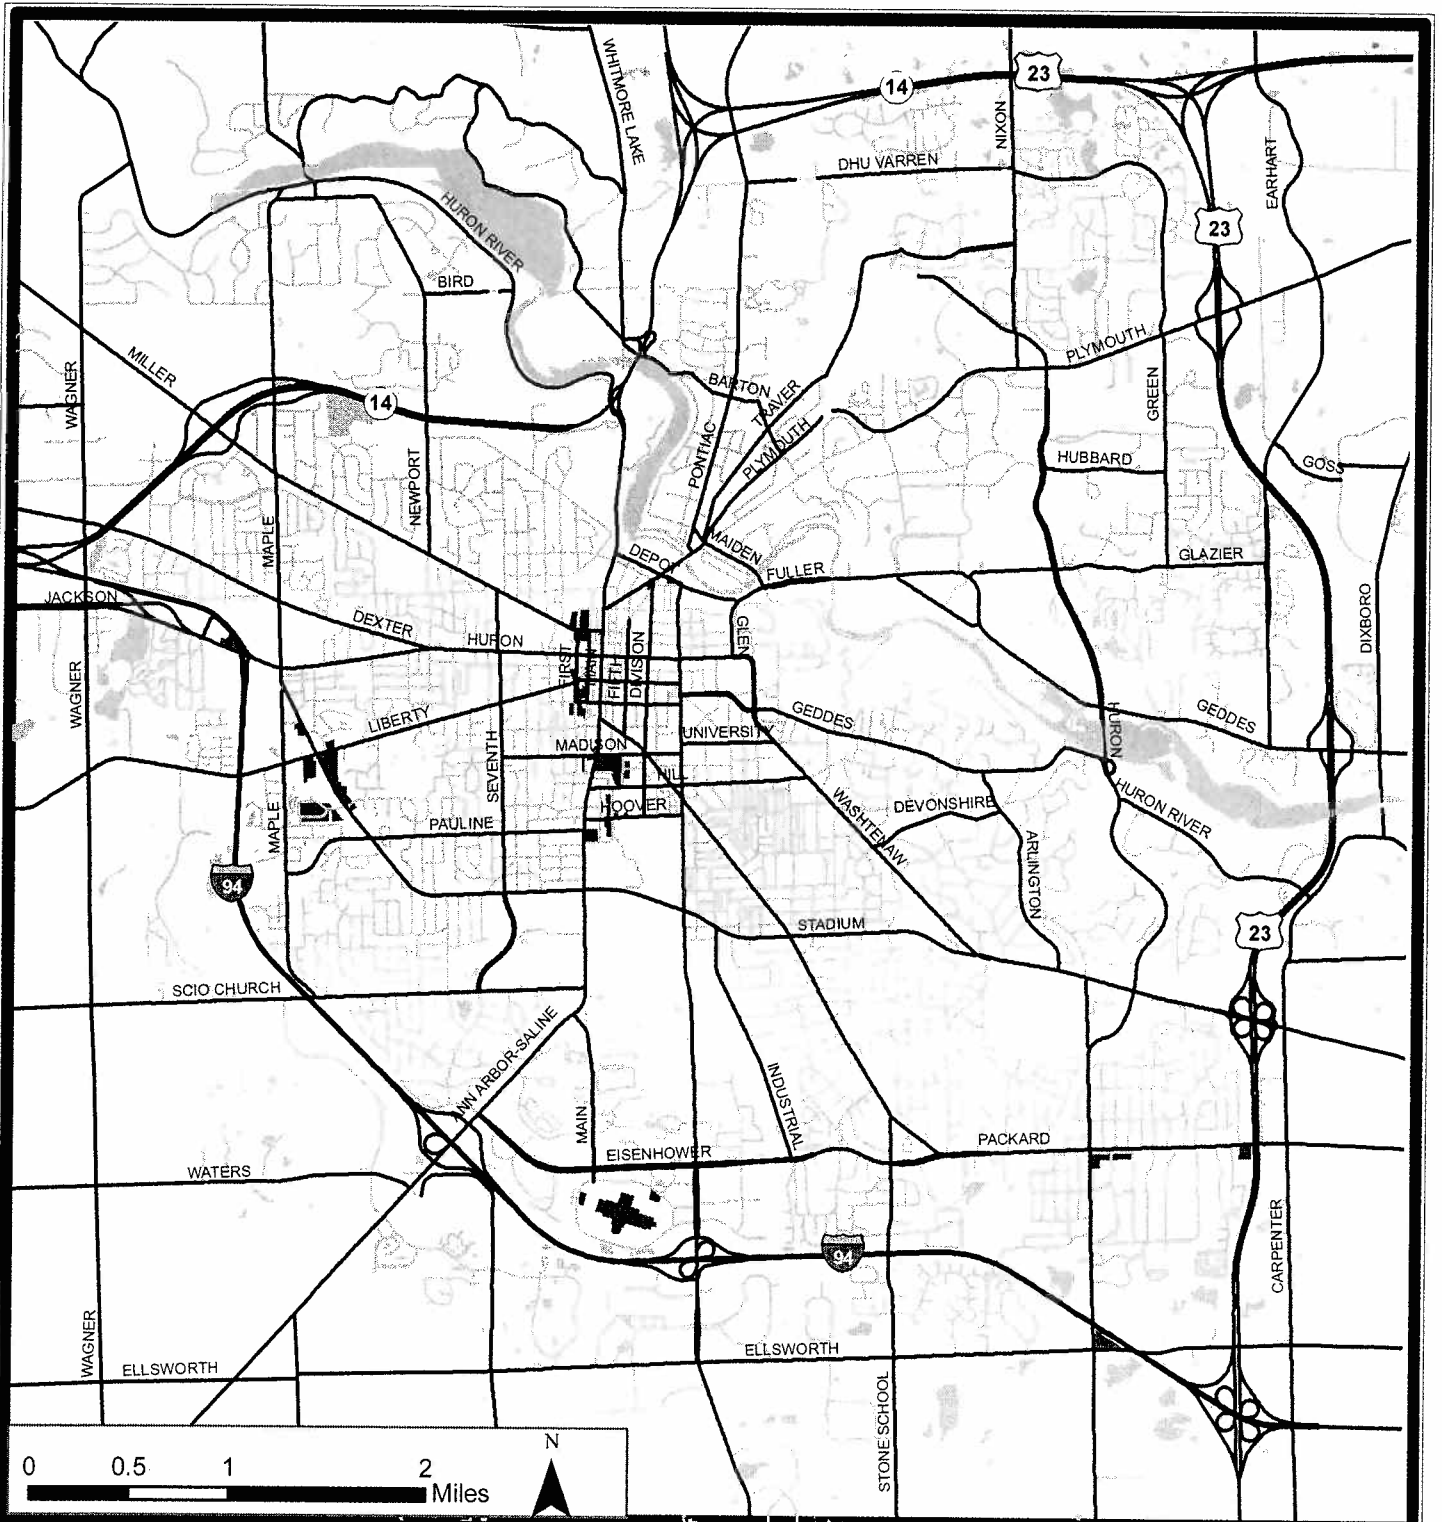 WHITMORE LAKE
14
23
NIXON
DHU VARREN
EARHART
23
HURON RIVER
BIRD
WAGNER
MILLER
14
BARTON
TRAVER
PLYMOUTH
PLYMOUTH
GREEN
PONTIAC
NEWPORT
HUBBARD
GOSS
MAPLE
MAIDEN
DEPOT
FULLER
GLAZIER
JACKSON
DEXTER
HURON
GLEN
DIXBORO
WAGNER
FIRST
MAIN
FIFTH
DIVISION
LIBERTY
GEDDES
GEDDES
HURON
UNIVERSITY
MADISON
SEVENTH
HILL
HOOVER
PAULINE
MAPLE
WASHTENAW
DEVONSHIRE
HURON RIVER
ARLINGTON
94
STADIUM
23
SCIO CHURCH
ANN ARBOR-SALINE
INDUSTRIAL
MAIN
EISENHOWER
PACKARD
WATERS
94
CARPENTER
WAGNER
ELLSWORTH
ELLSWORTH
STONE SCHOOL
N
0 0.5 1 2
Miles